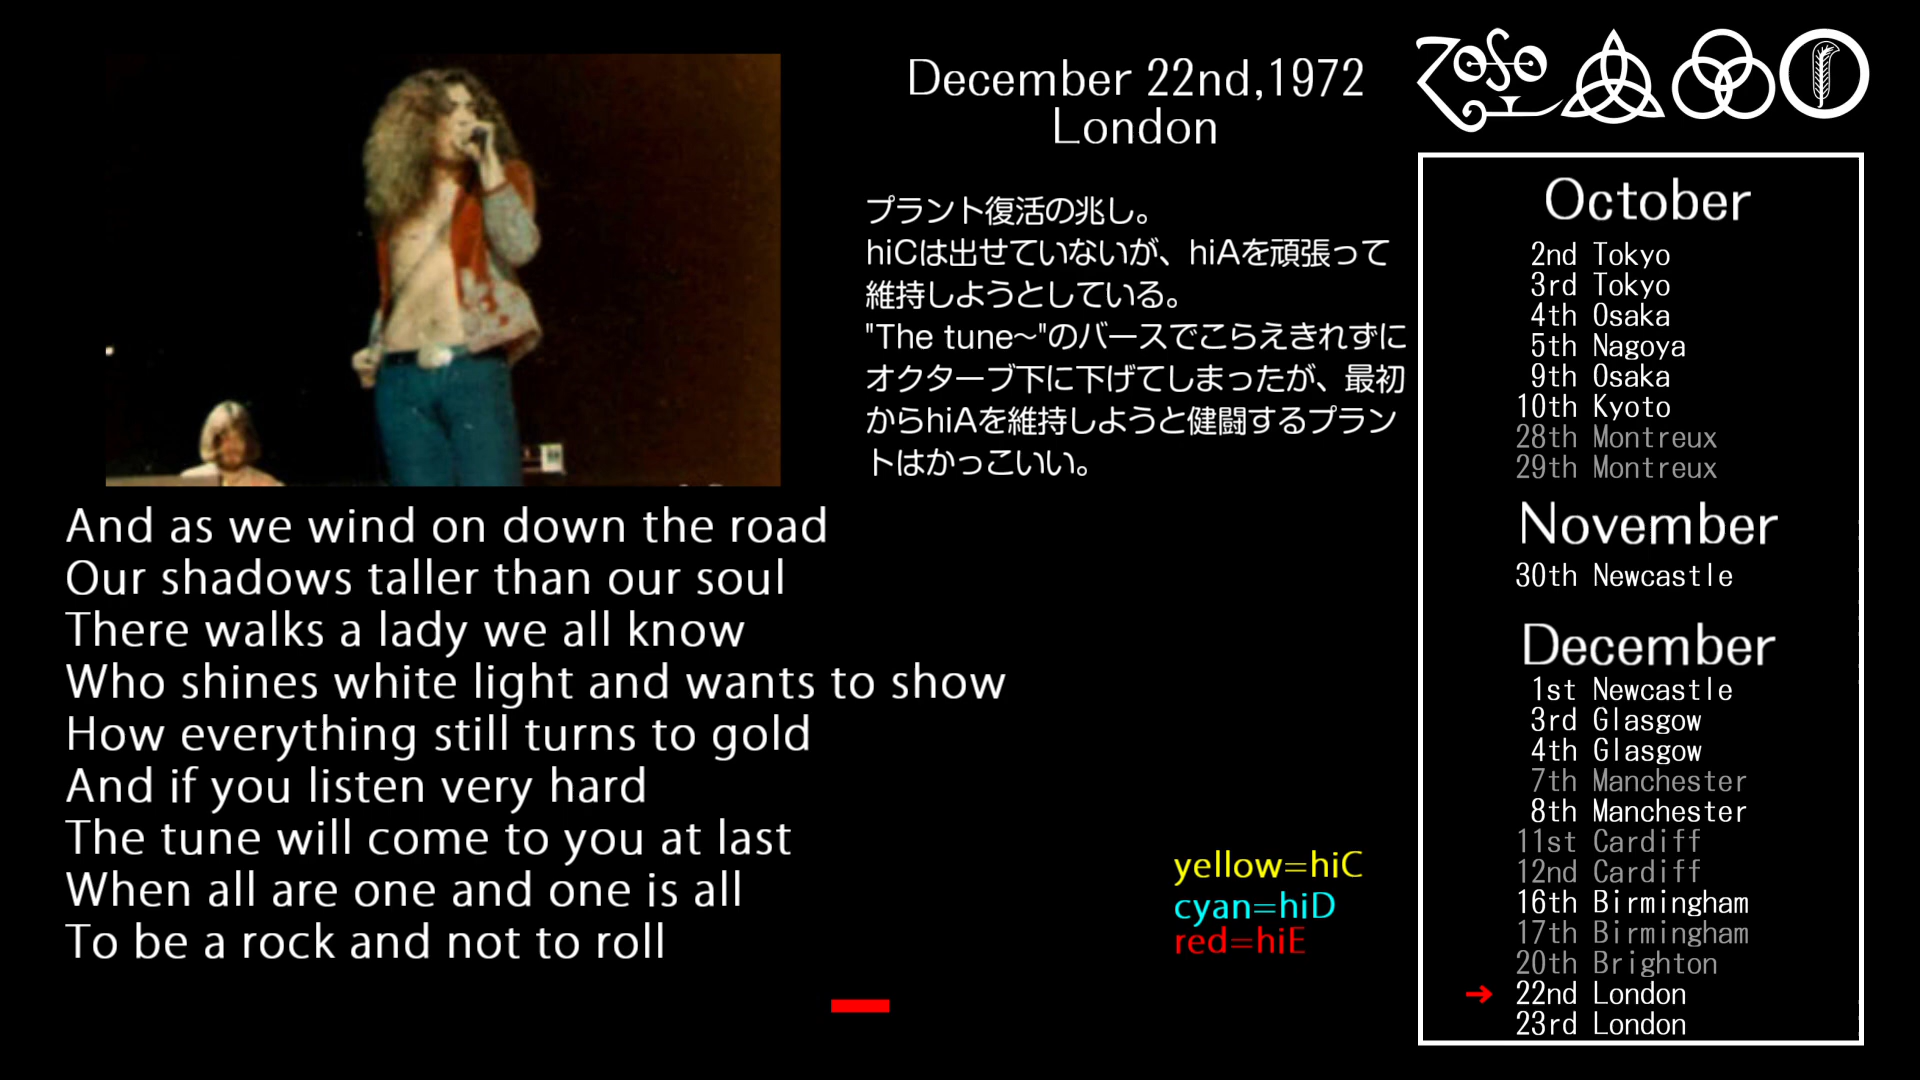 December 22nd,1972
London
プラント復活の兆し。
hiCは出せていないが、hiAを頑張って
維持しようとしている。
"The tune～"のバースでこらえきれずに
オクターブ下に下げてしまったが、最初
からhiAを維持しようと健闘するプラン
トはかっこいい。
And as we wind on down the road
Our shadows taller than our soul
There walks a lady we all know
Who shines white light and wants to show
How everything still turns to gold
And if you listen very hard
The tune will come to you at last
When all are one and one is all
To be a rock and not to roll
yellow=hiC
cyan=hiD
red=hiE
ZOSO
October
2nd Tokyo
3rd Tokyo
4th Osaka
5th Nagoya
9th Osaka
10th Kyoto
28th Montreux
29th Montreux
November
30th Newcastle
December
1st Newcastle
3rd Glasgow
4th Glasgow
7th Manchester
8th Manchester
11st Cardiff
12nd Cardiff
16th Birmingham
17th Birmingham
20th Brighton
→ 22nd London
23rd London